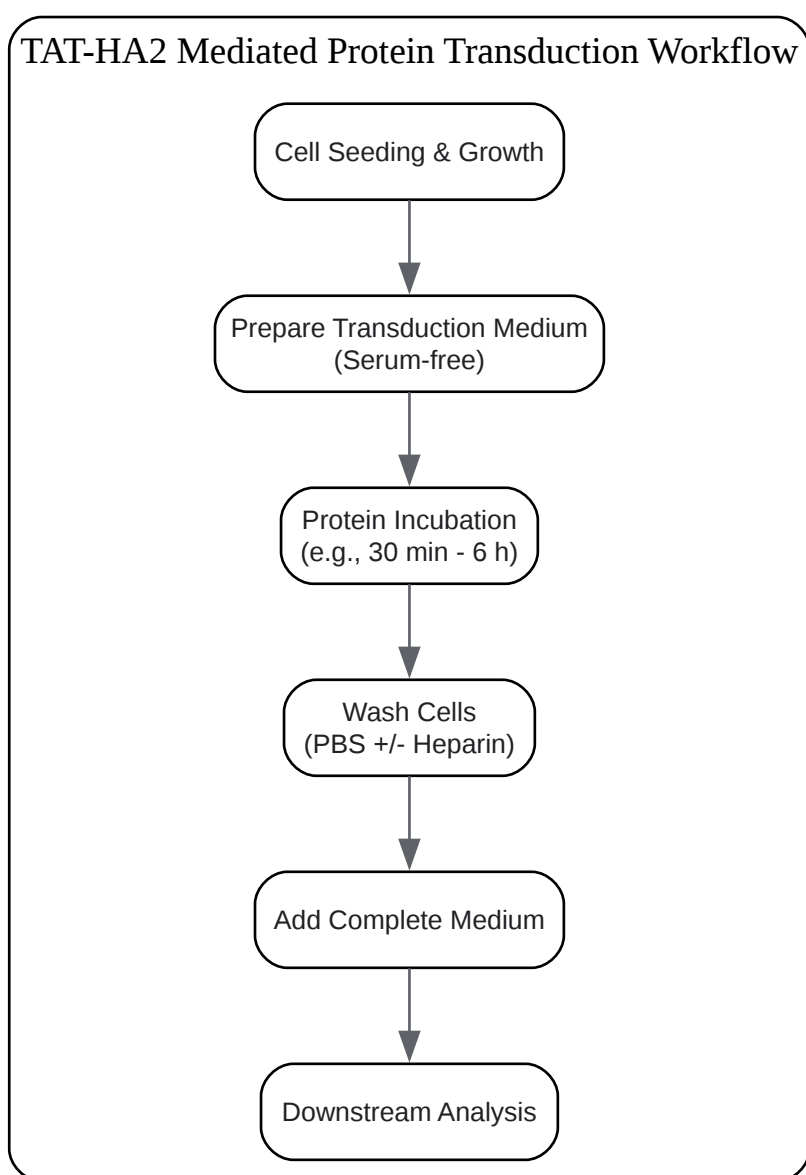 TAT-HA2 Mediated Protein Transduction Workflow
Cell Seeding & Growth
Prepare Transduction Medium
(Serum-free)
Protein Incubation
(e.g., 30 min - 6 h)
Wash Cells
(PBS +/- Heparin)
Add Complete Medium
Downstream Analysis